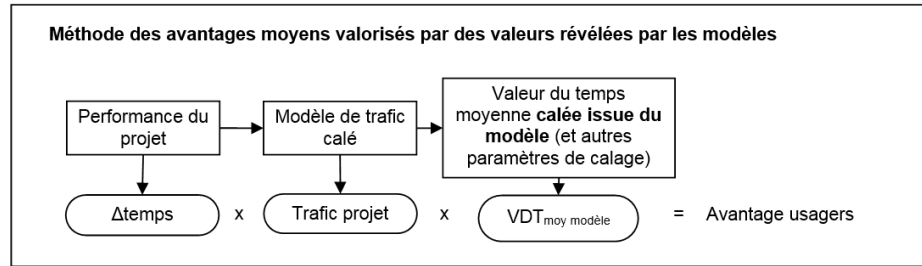 Méthode des avantages moyens valorisés par des valeurs révélées par les modèles
Performance du
projet
Modèle de trafic
calé
Valeur du temps
moyenne calée issue du
modèle (et autres
paramètres de calage)
Δtemps x Trafic projet x VDTmoy modèle = Avantage usagers